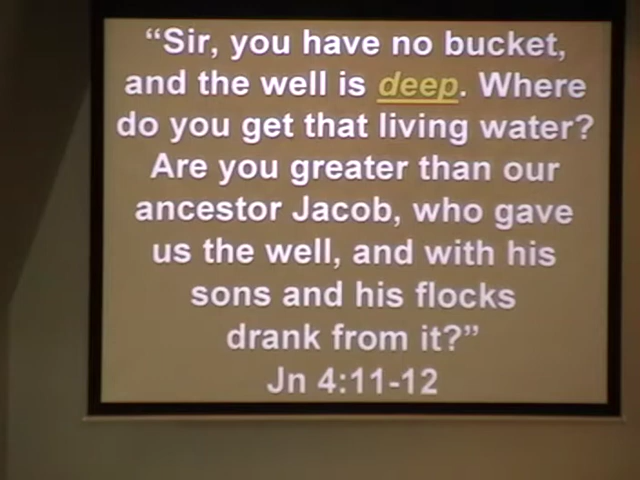 “Sir, you have no bucket,
and the well is deep. Where
do you get that living water?
Are you greater than our
ancestor Jacob, who gave
us the well, and with his
sons and his flocks
drank from it?”
Jn 4:11-12